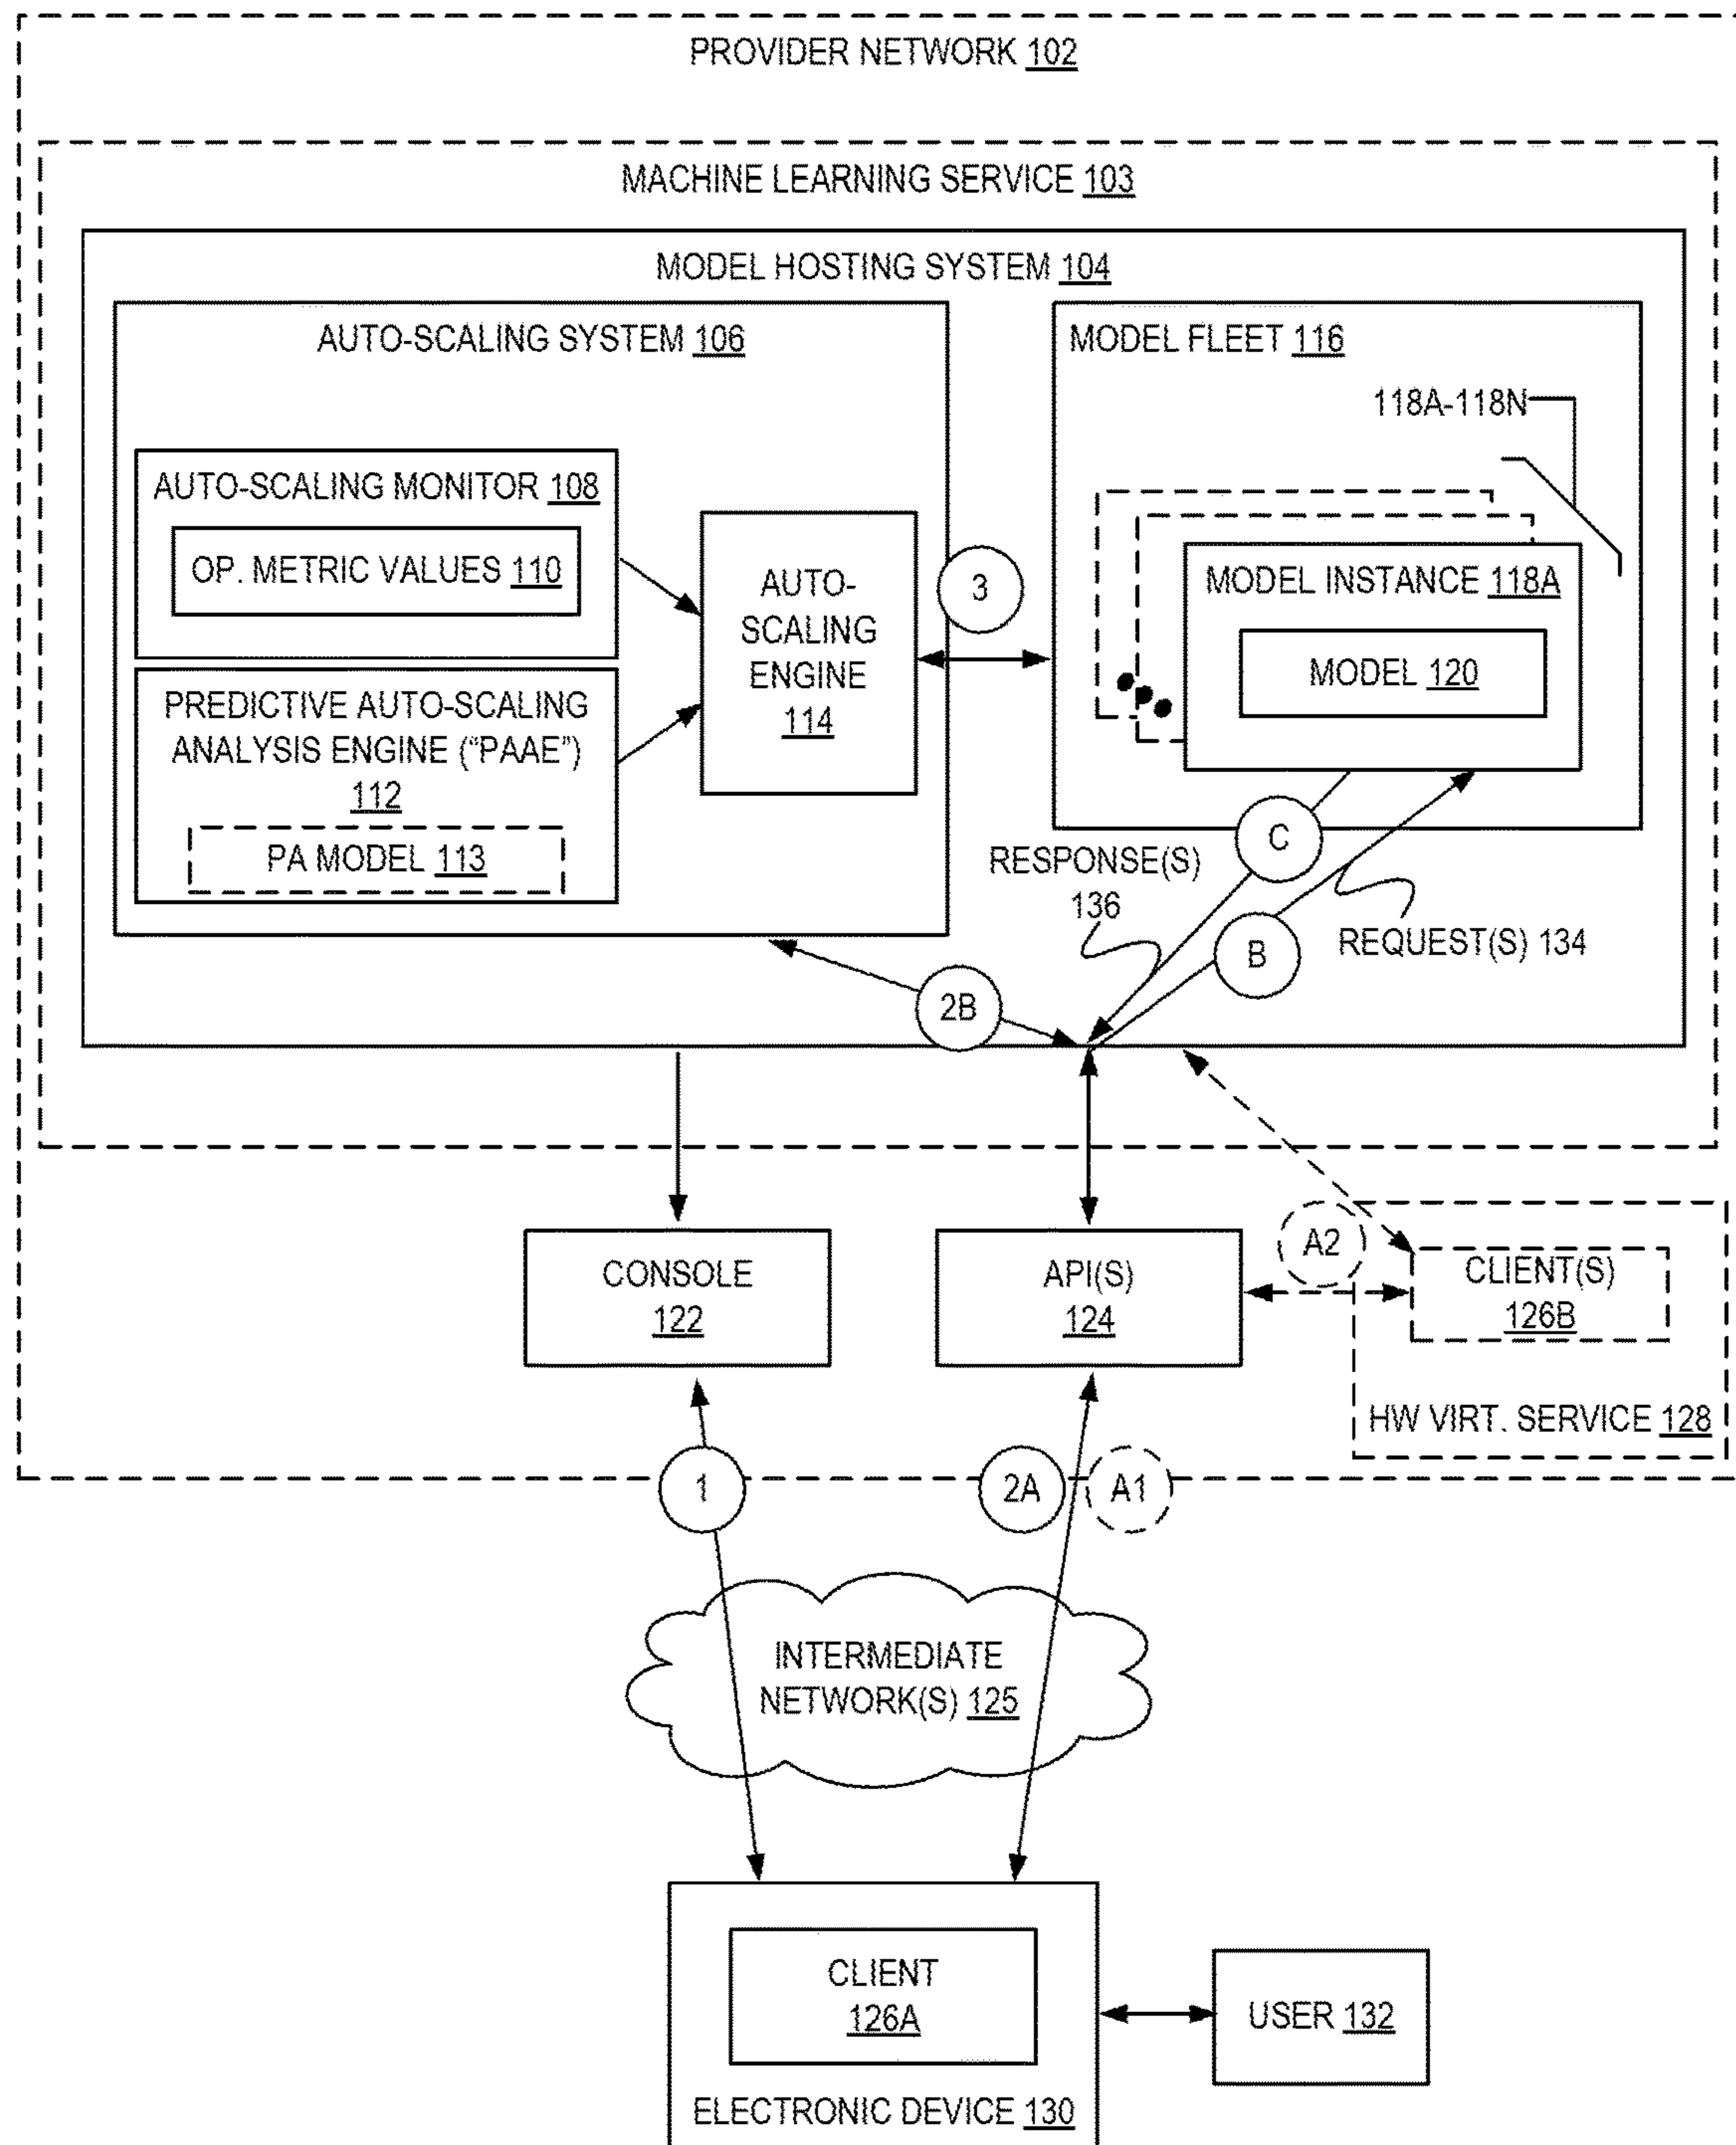 PROVIDER NETWORK 102
MACHINE LEARNING SERVICE 103
MODEL HOSTING SYSTEM 104
AUTO-SCALING SYSTEM 106
AUTO-SCALING MONITOR 108
OP. METRIC VALUES 110
PREDICTIVE AUTO-SCALING
ANALYSIS ENGINE ("PAAE")
112
PA MODEL 113
AUTO-
SCALING
ENGINE
114
3
MODEL FLEET 116
118A-118N
MODEL INSTANCE 118A
MODEL 120
C
RESPONSE(S)
136
B
REQUEST(S) 134
2B
CONSOLE
122
API(S)
124
A2
CLIENT(S)
126B
HW VIRT. SERVICE 128
1
2A
A1
INTERMEDIATE
NETWORK(S) 125
CLIENT
126A
ELECTRONIC DEVICE 130
USER 132